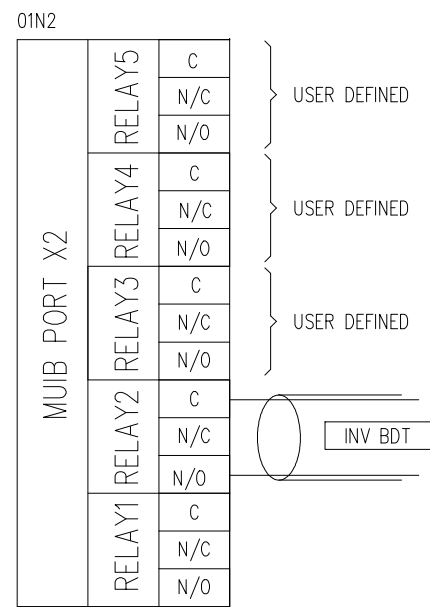 01N2
MUIB PORT X2
RELAY5
C
N/C
N/O
USER DEFINED
RELAY4
C
N/C
N/O
USER DEFINED
RELAY3
C
N/C
N/O
USER DEFINED
RELAY2
C
N/C
N/O
INV BDT
RELAY1
C
N/C
N/O